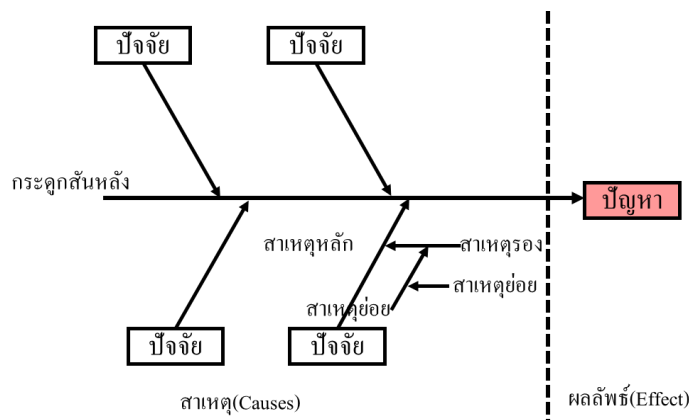 ปัจจัย
ปัจจัย
กระดูกสันหลัง
ปัญหา
สาเหตุหลัก
สาเหตุรอง
สาเหตุย่อย
สาเหตุย่อย
ปัจจัย
ปัจจัย
สาเหตุ(Causes)
ผลลัพธ์(Effect)